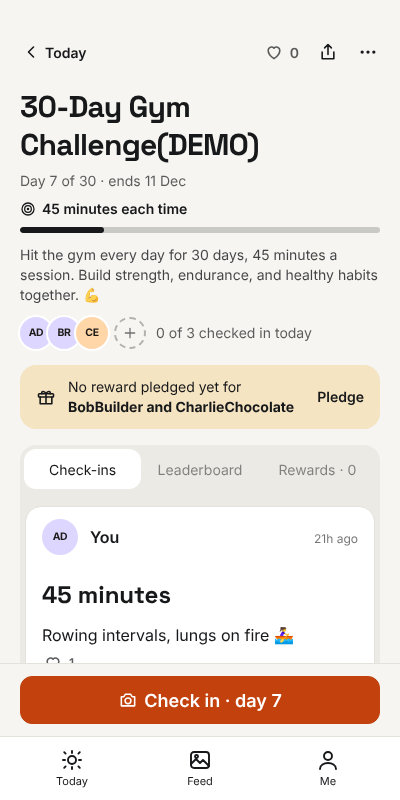 Today
0
30-Day Gym
Challenge(DEMO)
Day 7 of 30 · ends 11 Dec
45 minutes each time
Hit the gym every day for 30 days, 45 minutes a
session. Build strength, endurance, and healthy habits
together. 💪
AD BR CE
0 of 3 checked in today
No reward pledged yet for
BobBuilder and CharlieChocolate
Pledge
Check-ins
Leaderboard
Rewards · 0
AD
You
21h ago
45 minutes
Rowing intervals, lungs on fire 🚣‍♀️
1
Check in · day 7
Today
Feed
Me